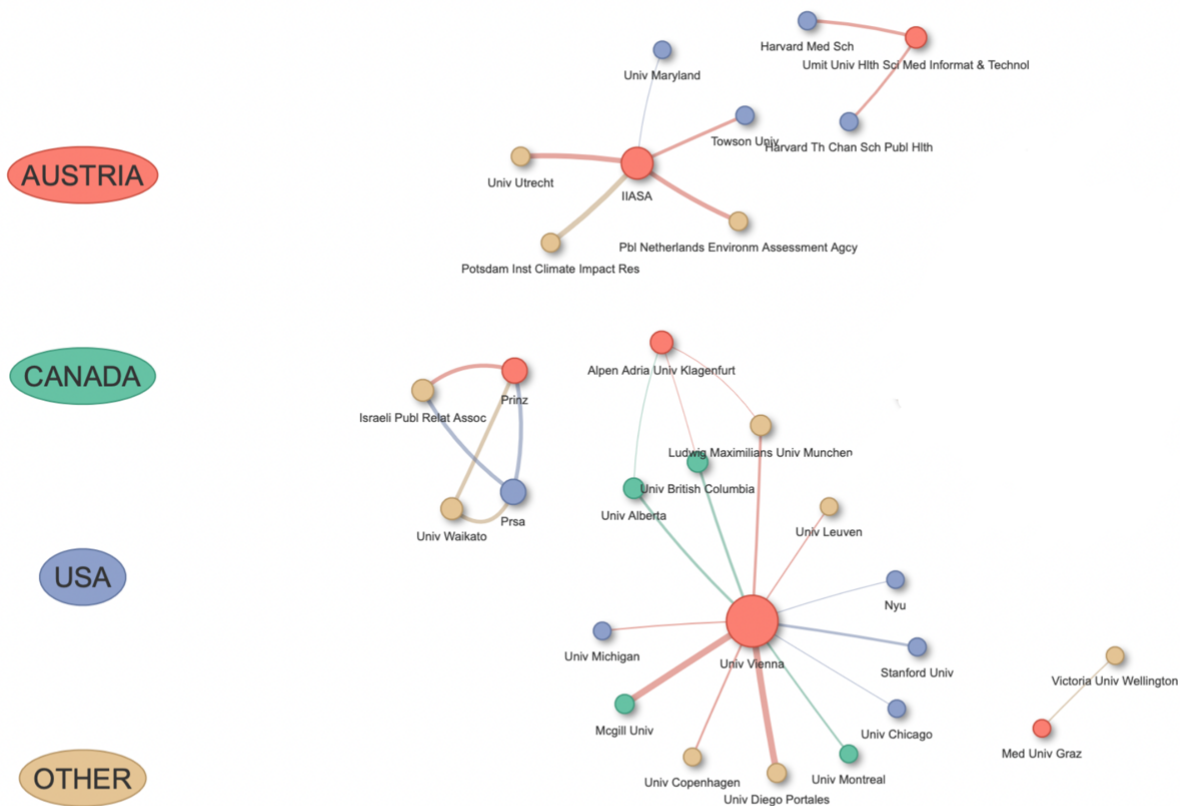 Harvard Med Sch
Umit Univ Hlth Sci Med Informat & Technol
Univ Maryland
Towson Univ
Harvard Th Chan Sch Publ Hlth
AUSTRIA
Univ Utrecht
IIASA
Pbl Netherlands Environm Assessment Agcy
Potsdam Inst Climate Impact Res
CANADA
Alpen Adria Univ Klagenfurt
Prinz
Israeli Publ Relat Assoc
Ludwig Maximilians Univ Munchen
Univ British Columbia
Univ Alberta
Prsa
Univ Waikato
Univ Leuven
USA
Nyu
Univ Michigan
Univ Vienna
Stanford Univ
Victoria Univ Wellington
Mcgill Univ
Univ Chicago
Med Univ Graz
OTHER
Univ Copenhagen
Univ Montreal
Univ Diego Portales